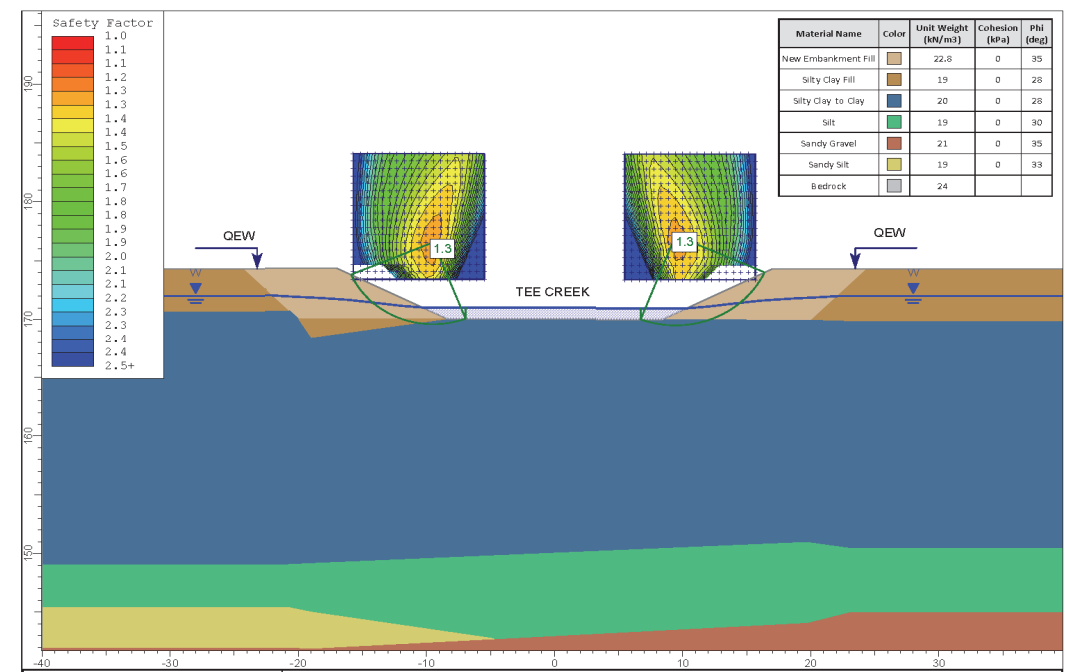 Safety Factor
1.0
1.1
1.1
1.2
1.3
1.3
1.4
1.4
1.5
1.6
1.7
1.8
1.8
1.9
1.9
2.0
2.1
2.1
2.2
2.3
2.3
2.4
2.4
2.5+
Material Name Color Unit Weight (kN/m3) Cohesion (kPa) Phi (deg)
New Embankment Fill 22.8 0 35
Silty Clay Fill 19 0 28
Silty Clay to Clay 20 0 28
Silt 19 0 30
Sandy Gravel 21 0 35
Sandy Silt 19 0 33
Bedrock 24
190
180
170
160
150
QEW
W
1.3
TEE CREEK
1.3
QEW
W
-40 -30 -20 -10 0 10 20 30